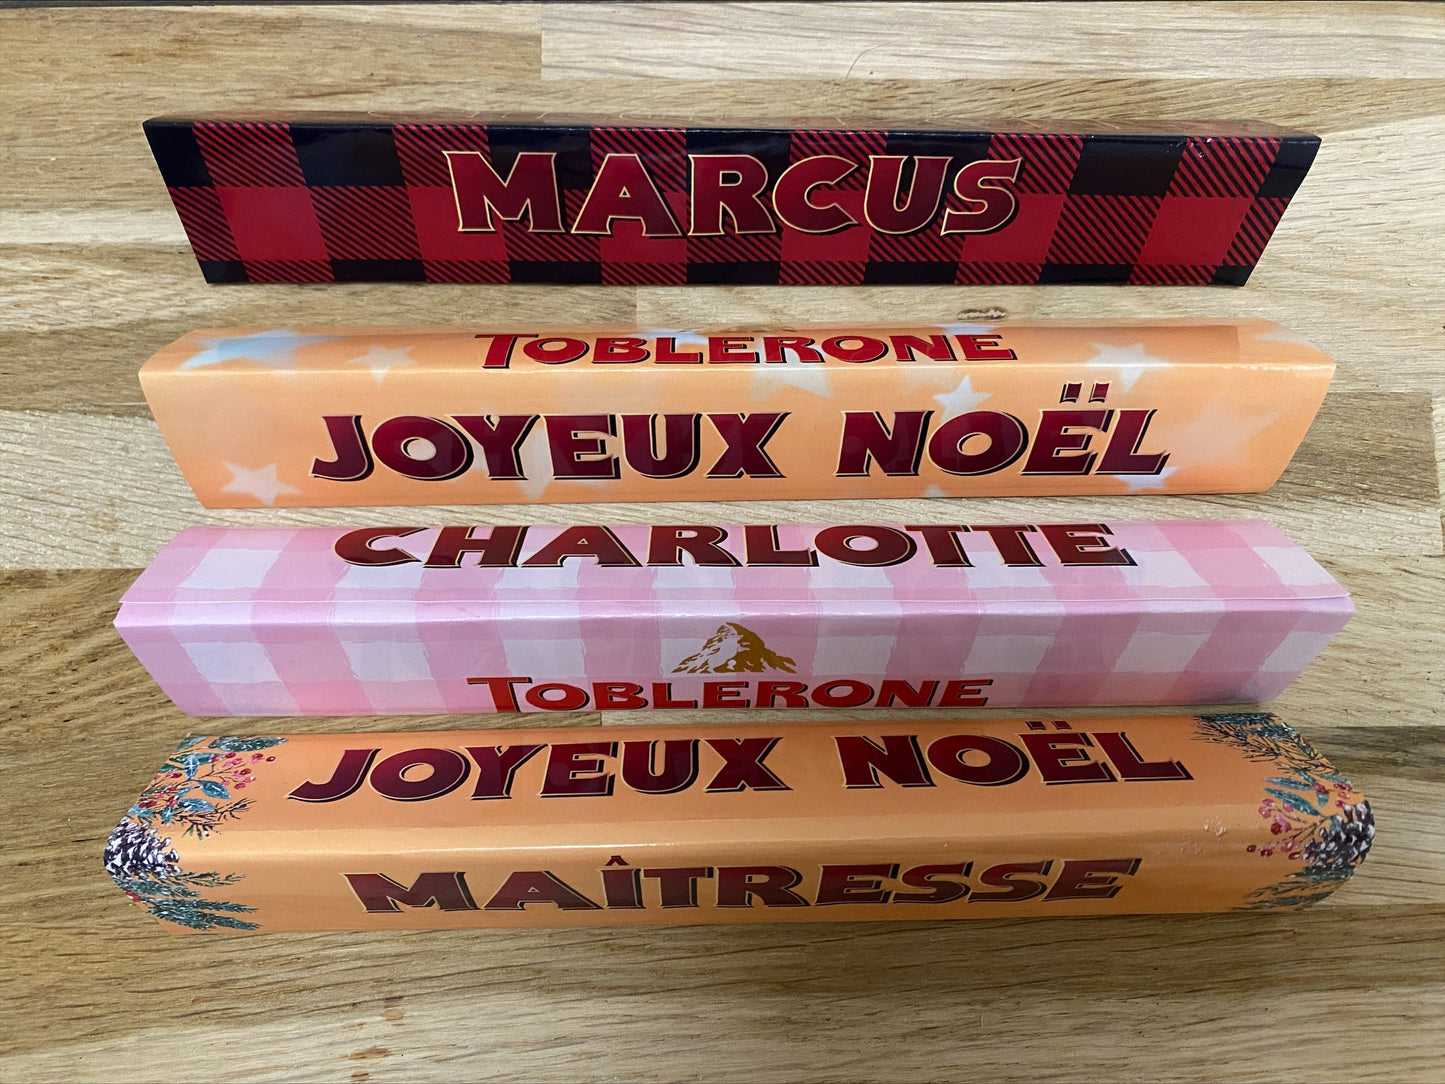 MARCUS
TOBLERONE
JOYEUX NOËL
CHARLOTTE
TOBLERONE
JOYEUX NOËL
MAÎTRESSE